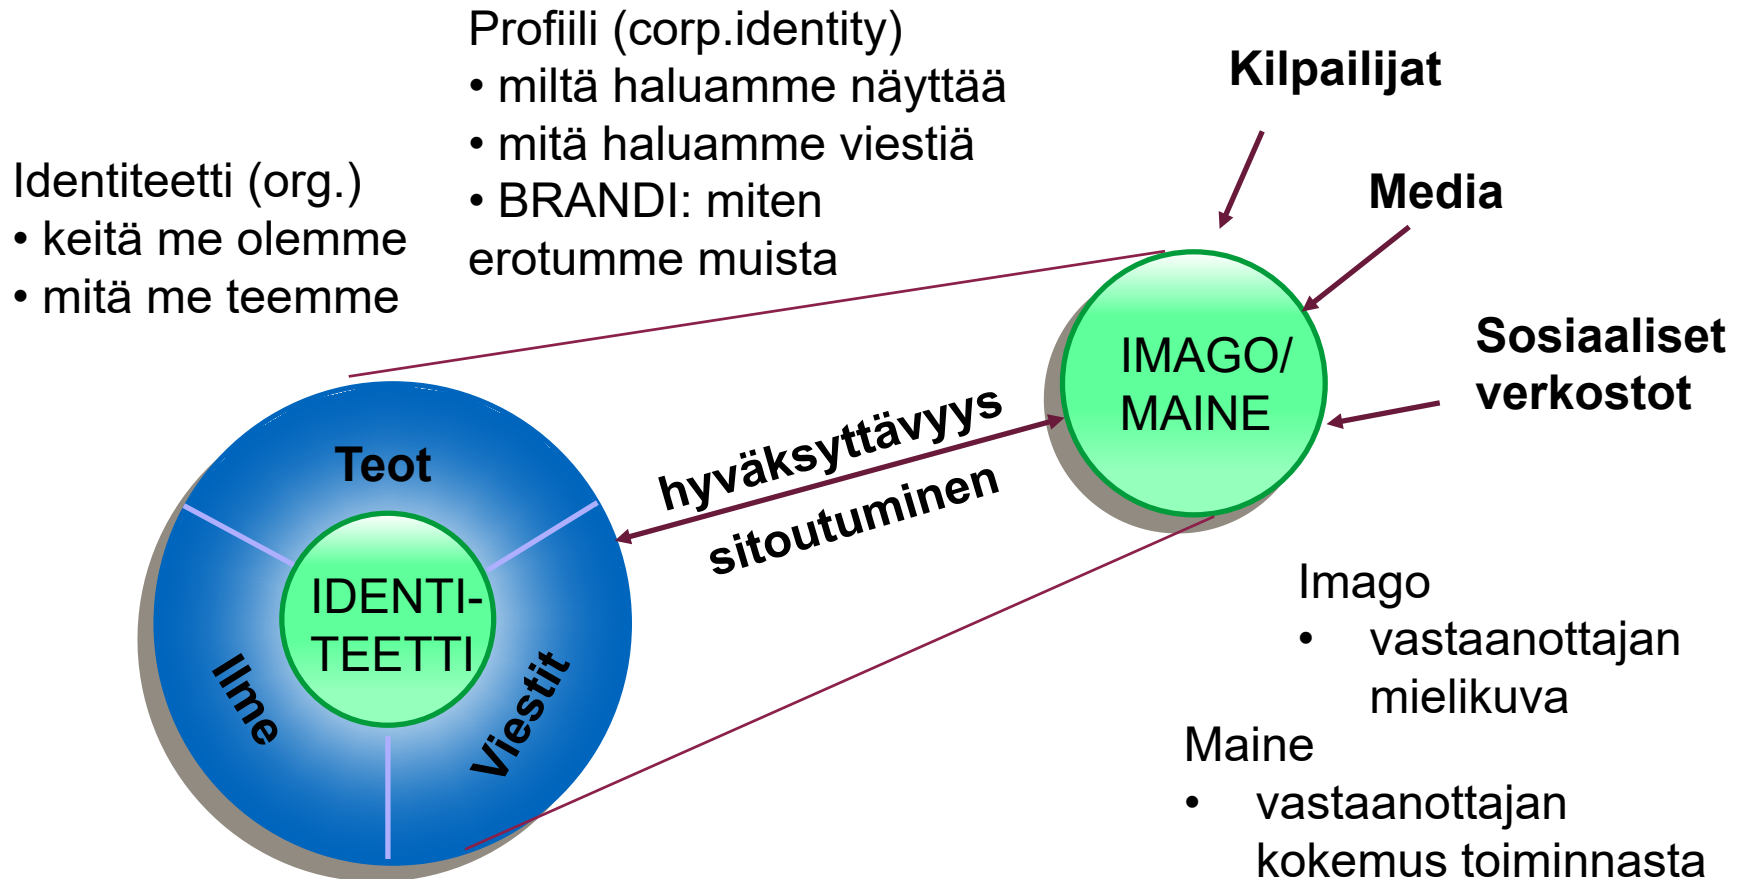 Profiili (corp.identity)
• miltä haluamme näyttää
• mitä haluamme viestiä
• BRANDI: miten
erotumme muista
Identiteetti (org.)
• keitä me olemme
• mitä me teemme
Kilpailijat
Media
Sosiaaliset
verkostot
IMAGO/
MAINE
hyväksyttävyys
sitoutuminen
Teot
IDENTI-
TEETTI
Ilme
Viestit
Imago
• vastaanottajan
mielikuva
Maine
• vastaanottajan
kokemus toiminnasta